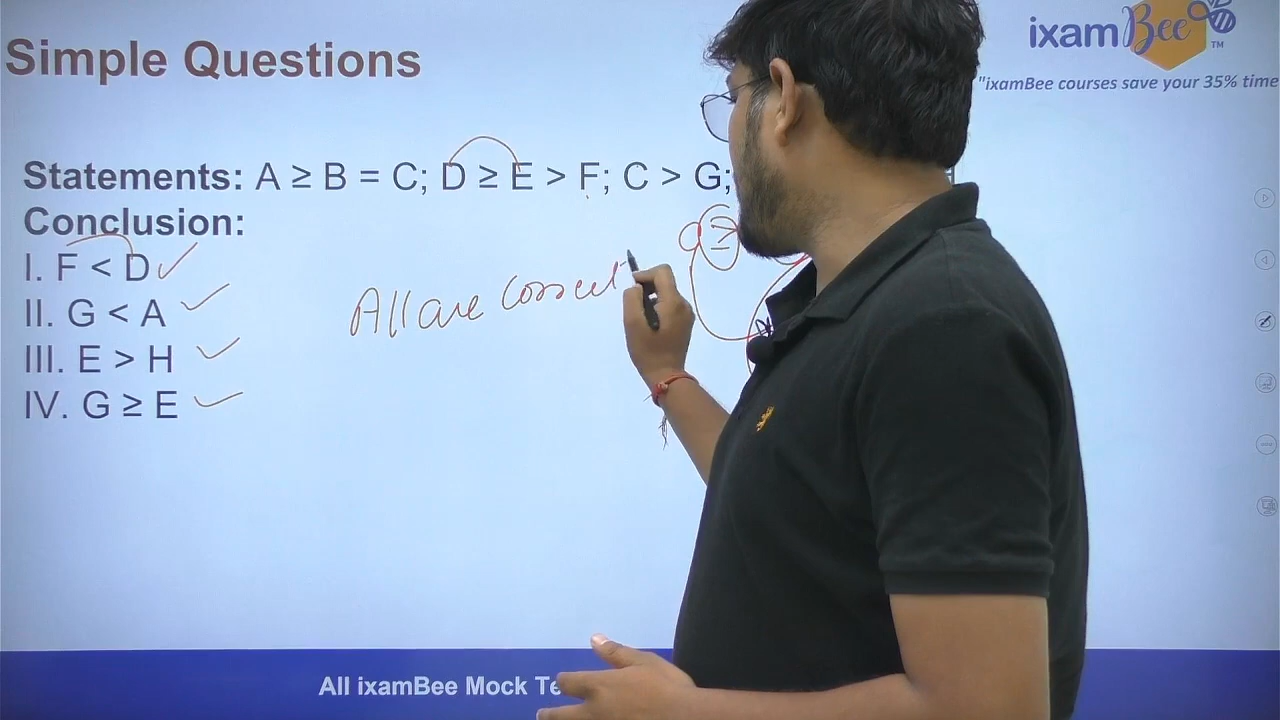 ixamBee TM
Simple Questions
"ixamBee courses save your 35% time
Statements: A ≥ B = C; D ≥ E > F; C > G;
Conclusion:
I. F < D
II. G < A
III. E > H
IV. G ≥ E
All are correct
All ixamBee Mock Te